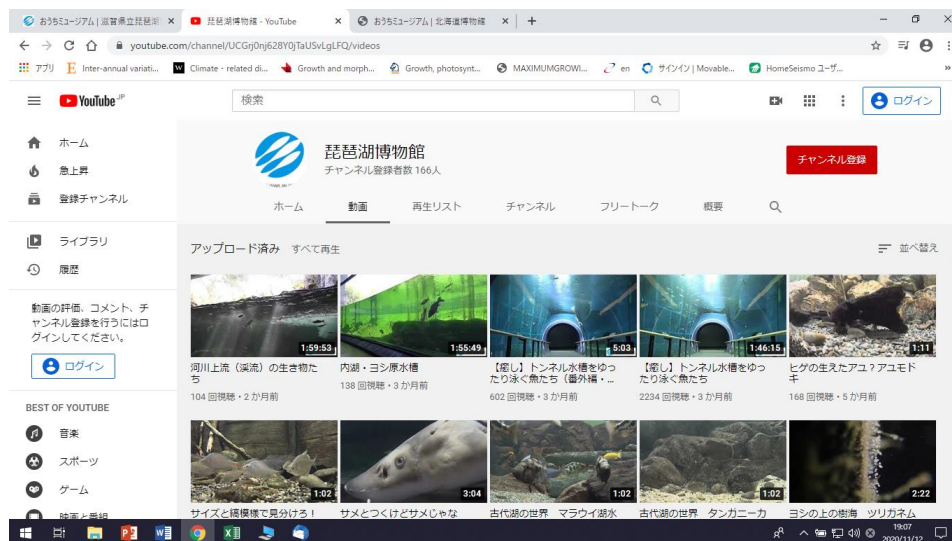 おうちミュージアム | 滋賀県立琵琶湖
琵琶湖博物館 - YouTube
おうちミュージアム | 北海道博物館
youtube.com/channel/UCGrj0nj628Y0jTaUSvLgLFQ/videos
アプリ
Inter-annual variati...
Climate - related di...
Growth and morph...
Growth, photosynt...
MAXIMUMGROWI...
en
サインイン | Movable...
HomeSeismo ユーザ...
YouTube JP
検索
ログイン
ホーム
急上昇
登録チャンネル
ライブラリ
履歴
動画の評価、コメント、チ
ャンネル登録を行うにはロ
グインしてください。
ログイン
BEST OF YOUTUBE
音楽
スポーツ
ゲーム
映画と番組
琵琶湖博物館
チャンネル登録者数 166人
チャンネル登録
ホーム 動画 再生リスト チャンネル フリートーク 概要
アップロード済み すべて再生
並べ替え
1:59:53
河川上流（渓流）の生き物た
ち
104 回視聴・2 か月前
1:55:49
内湖・ヨシ原水槽
138 回視聴・3 か月前
5:03
【癒し】トンネル水槽をゆっ
たり泳ぐ魚たち（番外編・...
602 回視聴・3 か月前
1:46:15
【癒し】トンネル水槽をゆっ
たり泳ぐ魚たち
2234 回視聴・3 か月前
1:11
ヒゲの生えたアユ？アユモド
キ
168 回視聴・5 か月前
1:02
サイズと縞模様で見分けろ！
3:04
サメとつくけどサメじゃな
1:02
古代湖の世界 マラウイ湖水
1:02
古代湖の世界 タンガニーカ
2:22
ヨシの上の樹海 ツリガネム
19:07
2020/11/12